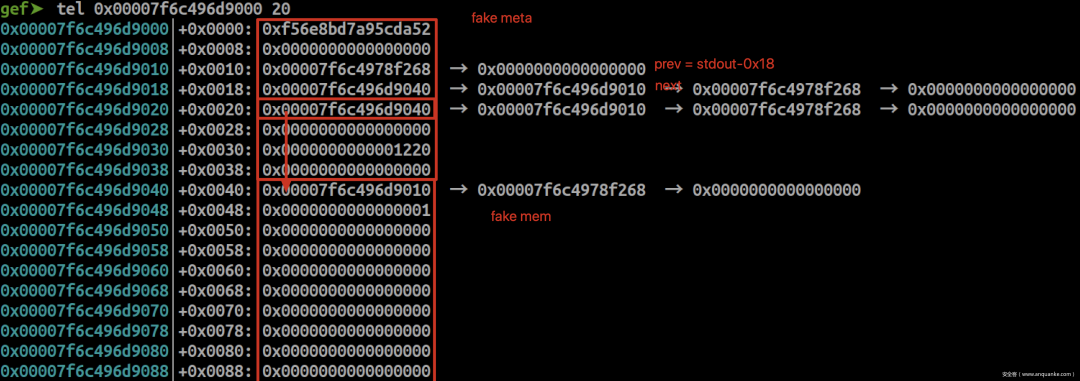 gef➤ tel 0x00007f6c496d9000 20
fake meta
0x00007f6c496d9000│+0x0000: 0xf56e8bd7a95cda52
0x00007f6c496d9008│+0x0008: 0x0000000000000000
0x00007f6c496d9010│+0x0010: 0x00007f6c4978f268 → 0x0000000000000000 prev = stdout-0x18
0x00007f6c496d9018│+0x0018: 0x00007f6c496d9040 → 0x00007f6c496d9010 next → 0x00007f6c4978f268 → 0x0000000000000000
0x00007f6c496d9020│+0x0020: 0x00007f6c496d9040 → 0x00007f6c496d9010 → 0x00007f6c4978f268 → 0x0000000000000000
0x00007f6c496d9028│+0x0028: 0x0000000000000000
0x00007f6c496d9030│+0x0030: 0x0000000000001220
0x00007f6c496d9038│+0x0038: 0x0000000000000000
0x00007f6c496d9040│+0x0040: 0x00007f6c496d9010 → 0x00007f6c4978f268 → 0x0000000000000000
0x00007f6c496d9048│+0x0048: 0x0000000000000001
fake mem
0x00007f6c496d9050│+0x0050: 0x0000000000000000
0x00007f6c496d9058│+0x0058: 0x0000000000000000
0x00007f6c496d9060│+0x0060: 0x0000000000000000
0x00007f6c496d9068│+0x0068: 0x0000000000000000
0x00007f6c496d9070│+0x0070: 0x0000000000000000
0x00007f6c496d9078│+0x0078: 0x0000000000000000
0x00007f6c496d9080│+0x0080: 0x0000000000000000
0x00007f6c496d9088│+0x0088: 0x0000000000000000
安全客（www.anquanke.com）